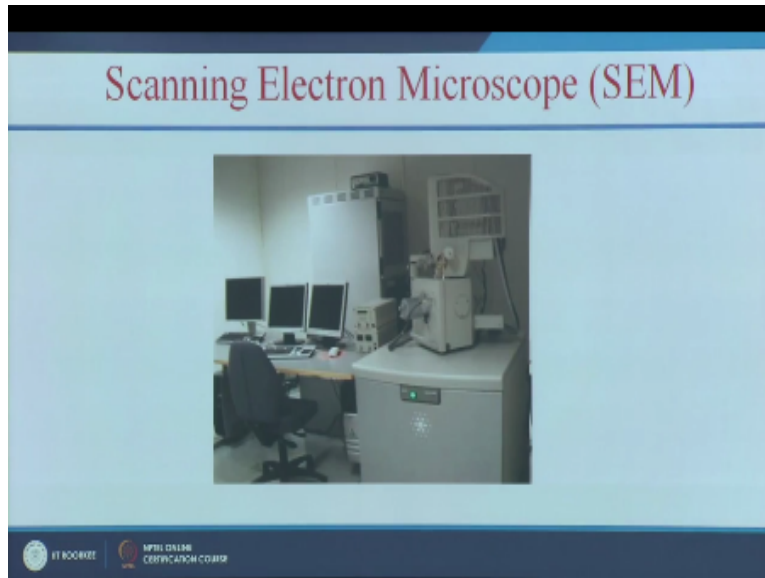 Scanning Electron Microscope (SEM)
IIT ROORKEE
NPTEL ONLINE
CERTIFICATION COURSE